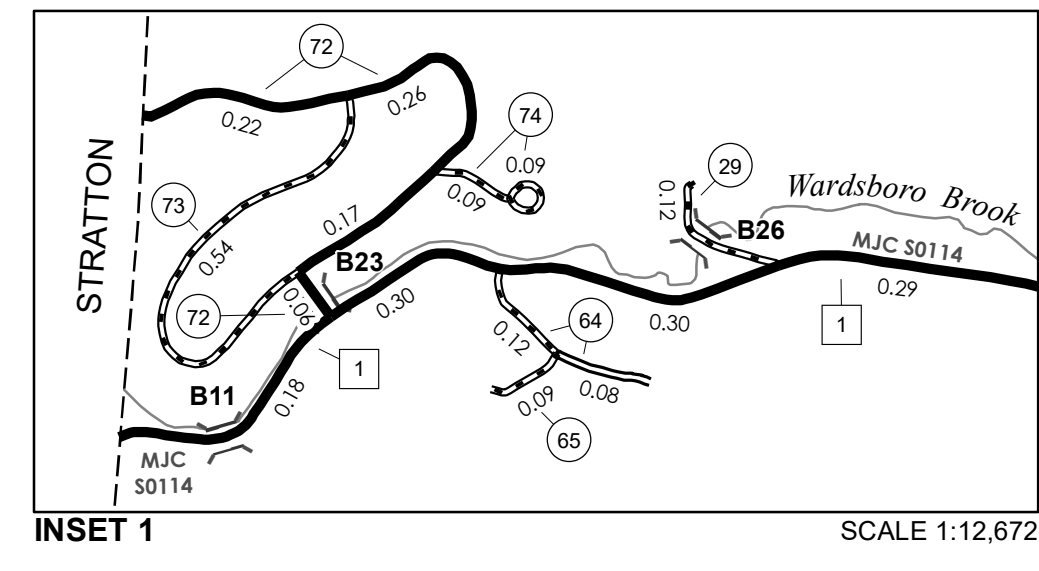 72
0.22
0.26
74
0.09
0.09
29
0.12
Wardsboro Brook
B26
MJC S0114
0.29
1
STRATTON
73
0.54
0.17
B23
72
0.06
0.30
0.30
1
64
0.12
0.08
0.09
65
B11
0.18
MJC
S0114
INSET 1
SCALE 1:12,672